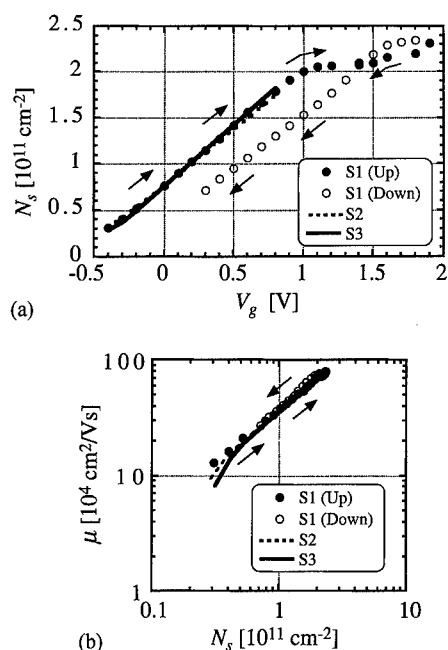 2.5
2
1.5
1
0.5
0
N_s [10^11 cm^-2]
S1 (Up)
S1 (Down)
S2
S3
-0.5 0 0.5 1 1.5 2
V_g [V]
(a)
100
10
1
μ [10^4 cm^2/Vs]
S1 (Up)
S1 (Down)
S2
S3
0.1 1 10
N_s [10^11 cm^-2]
(b)